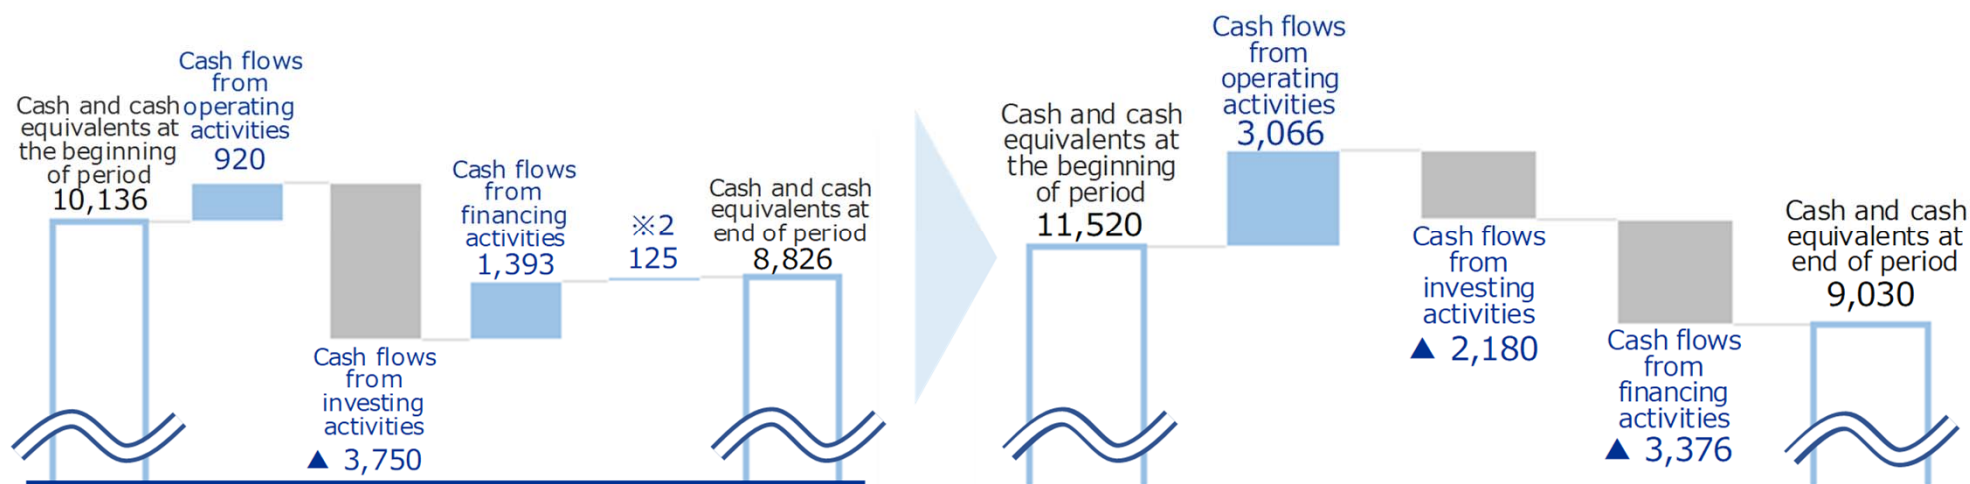 Cash and cash
equivalents at
the beginning
of period
10,136
Cash flows
from
operating
activities
920
Cash flows
from
investing
activities
▲ 3,750
Cash flows
from
financing
activities
1,393
※2
125
Cash and cash
equivalents at
end of period
8,826
Cash and cash
equivalents at
the beginning
of period
11,520
Cash flows
from
operating
activities
3,066
Cash flows
from
investing
activities
▲ 2,180
Cash flows
from
financing
activities
▲ 3,376
Cash and cash
equivalents at
end of period
9,030